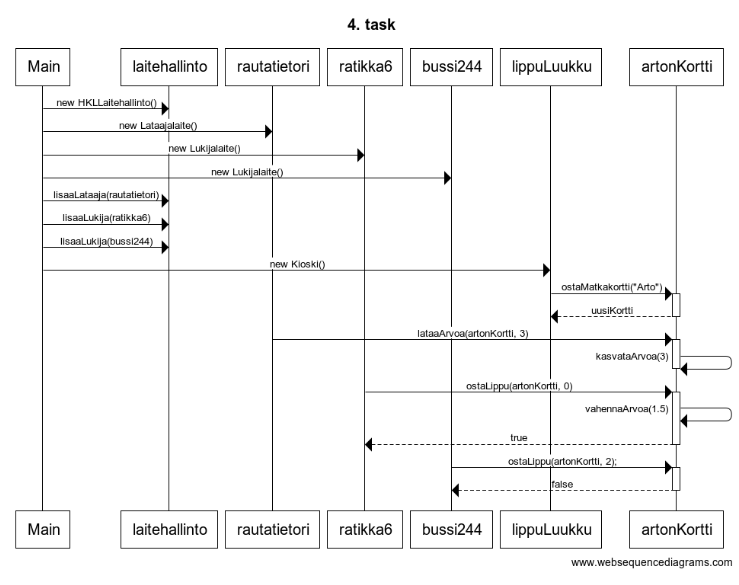 4. task
Main laitehallinto rautatietori ratikka6 bussi244 lippuLuukku artonKortti
new HKLLaitehallinto()
new Lataajalaite()
new Lukijalaite()
new Lukijalaite()
lisaaLataaja(rautatietori)
lisaaLukija(ratikka6)
lisaaLukija(bussi244)
new Kioski()
ostaMatkakortti("Arto")
uusiKortti
lataaArvoa(artonKortti, 3)
kasvataArvoa(3)
ostaLippu(artonKortti, 0)
vahennaArvoa(1.5)
true
ostaLippu(artonKortti, 2);
false
Main laitehallinto rautatietori ratikka6 bussi244 lippuLuukku artonKortti
www.websequencediagrams.com